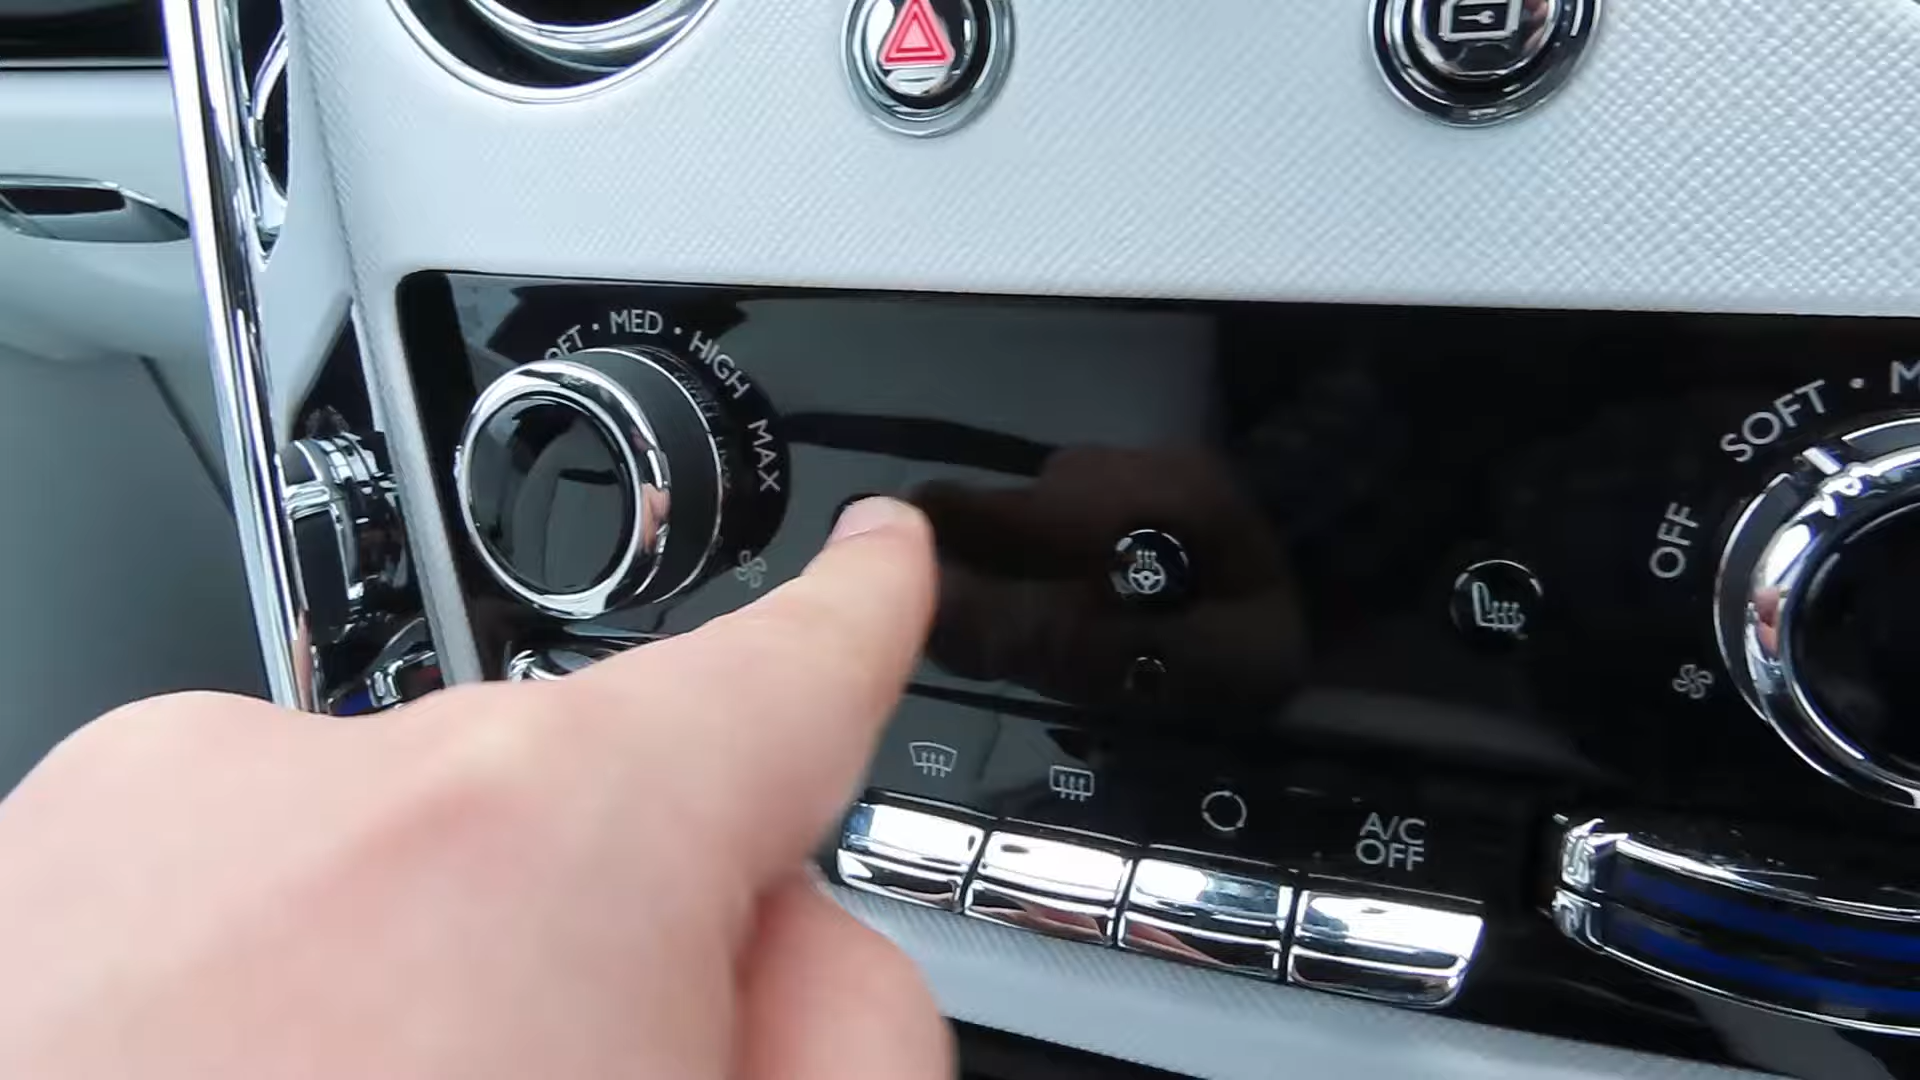 MED · HIGH
MAX
SOFT ·
OFF
A/C
OFF